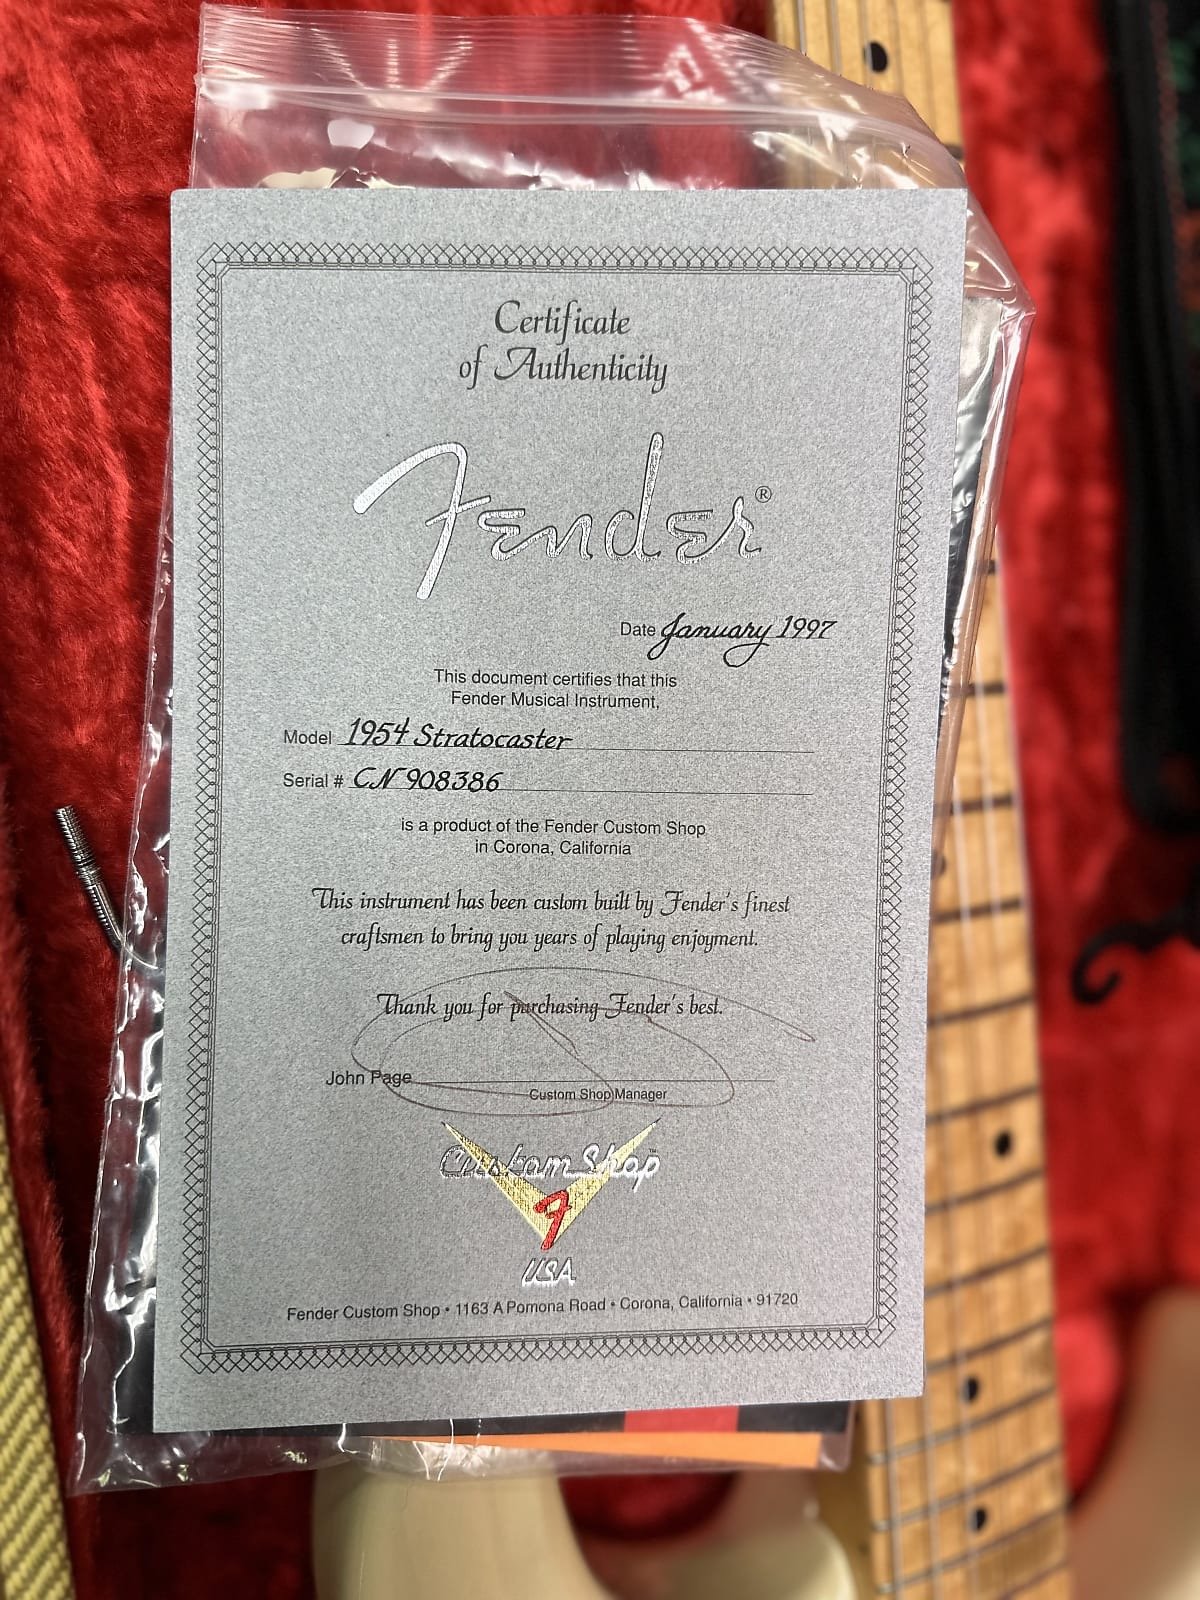 Certificate
of Authenticity
Fender®
Date January 1997
This document certifies that this
Fender Musical Instrument,
Model 1954 Stratocaster
Serial # CN 908386
is a product of the Fender Custom Shop
in Corona, California
This instrument has been custom built by Fender's finest
craftsmen to bring you years of playing enjoyment.
Thank you for purchasing Fender's best.
John Page
Custom Shop Manager
Custom Shop™
F
USA
Fender Custom Shop • 1163 A Pomona Road • Corona, California • 91720